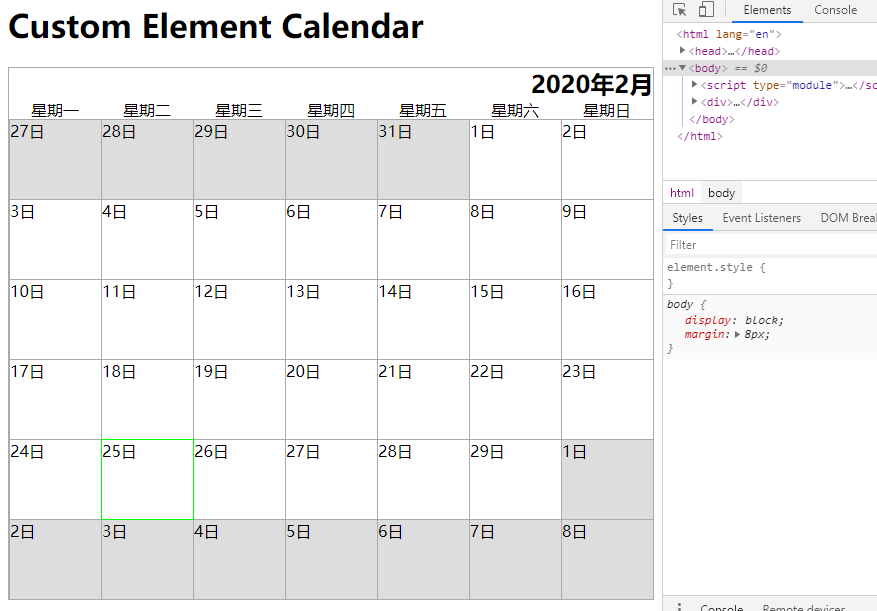 Custom Element Calendar
2020年2月
星期一 星期二 星期三 星期四 星期五 星期六 星期日
27日 28日 29日 30日 31日 1日 2日
3日 4日 5日 6日 7日 8日 9日
10日 11日 12日 13日 14日 15日 16日
17日 18日 19日 20日 21日 22日 23日
24日 25日 26日 27日 28日 29日 1日
2日 3日 4日 5日 6日 7日 8日
Elements Console
<html lang="en">
<head>…</head>
<body> == $0
<script type="module">…</sc
<div>…</div>
</body>
</html>
html body
Styles Event Listeners DOM Brea
Filter
element.style {
}
body {
display: block;
margin: 8px;
}
Console Remote devices